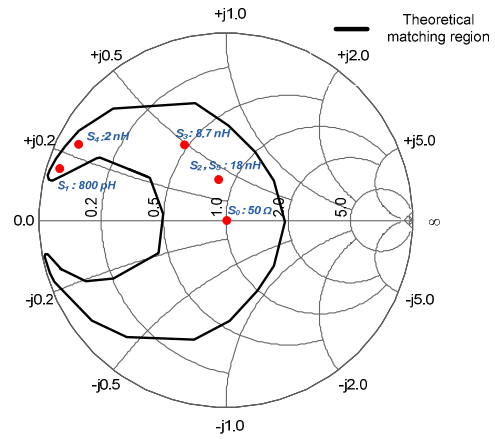 +j1.0
Theoretical
matching region
+j0.5
+j2.0
+j0.2
S4:2 nH
S3: 8,7 nH
+j5.0
S2 , S5 : 18 nH
S1 : 800 pH
0.0
0.2
0.5
1.0
S0: 50 Ω
2.0
5.0
∞
-j0.2
-j5.0
-j0.5
-j2.0
-j1.0